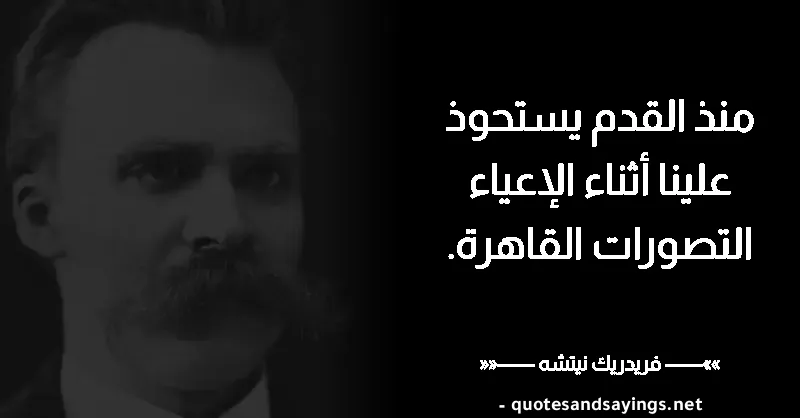 منذ القدم يستحوذ
علينا أثناء الإعياء
التصورات القاهرة.
»»—— فريدريك نيتشه ——««
- quotesandsayings.net